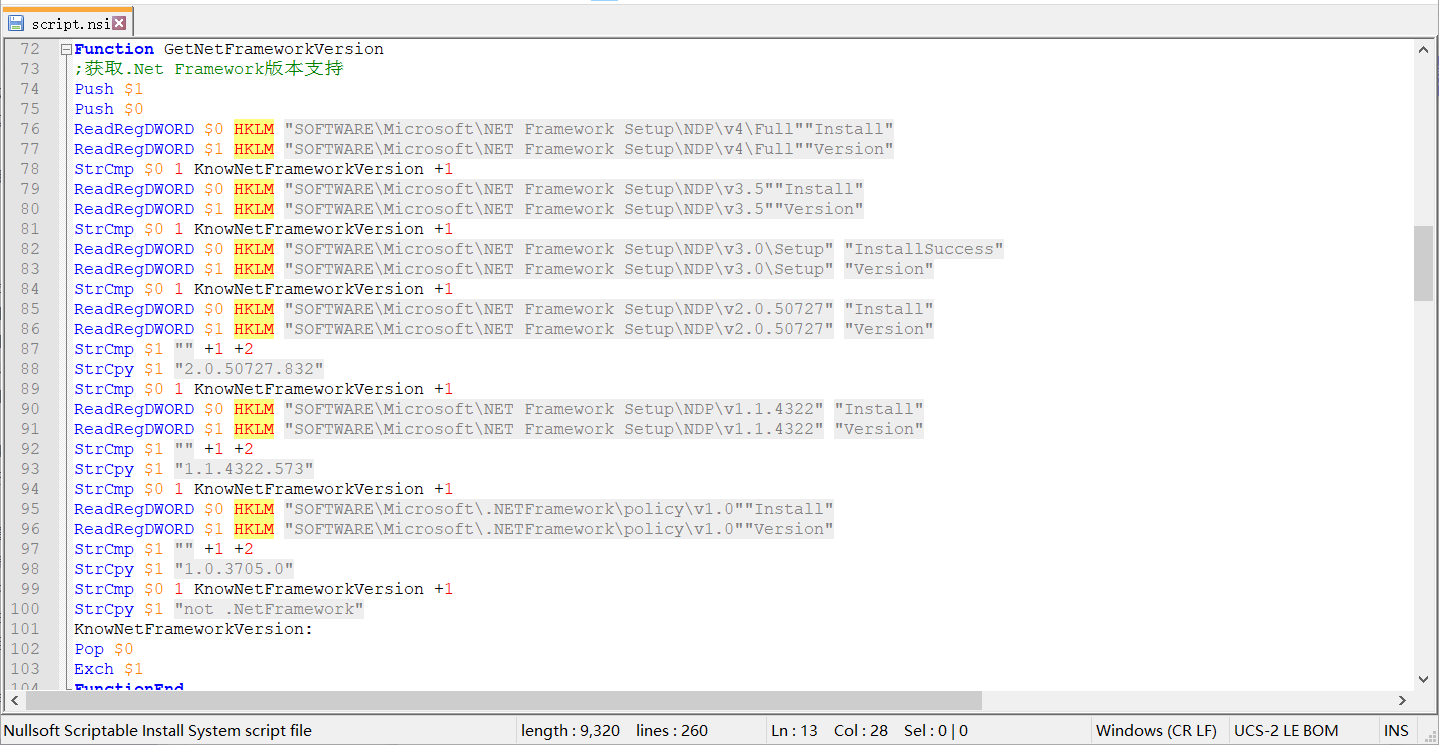 script.nsi
72 Function GetNetFrameworkVersion
73 ;获取.Net Framework版本支持
74 Push $1
75 Push $0
76 ReadRegDWORD $0 HKLM "SOFTWARE\Microsoft\NET Framework Setup\NDP\v4\Full""Install"
77 ReadRegDWORD $1 HKLM "SOFTWARE\Microsoft\NET Framework Setup\NDP\v4\Full""Version"
78 StrCmp $0 1 KnowNetFrameworkVersion +1
79 ReadRegDWORD $0 HKLM "SOFTWARE\Microsoft\NET Framework Setup\NDP\v3.5""Install"
80 ReadRegDWORD $1 HKLM "SOFTWARE\Microsoft\NET Framework Setup\NDP\v3.5""Version"
81 StrCmp $0 1 KnowNetFrameworkVersion +1
82 ReadRegDWORD $0 HKLM "SOFTWARE\Microsoft\NET Framework Setup\NDP\v3.0\Setup" "InstallSuccess"
83 ReadRegDWORD $1 HKLM "SOFTWARE\Microsoft\NET Framework Setup\NDP\v3.0\Setup" "Version"
84 StrCmp $0 1 KnowNetFrameworkVersion +1
85 ReadRegDWORD $0 HKLM "SOFTWARE\Microsoft\NET Framework Setup\NDP\v2.0.50727" "Install"
86 ReadRegDWORD $1 HKLM "SOFTWARE\Microsoft\NET Framework Setup\NDP\v2.0.50727" "Version"
87 StrCmp $1 "" +1 +2
88 StrCpy $1 "2.0.50727.832"
89 StrCmp $0 1 KnowNetFrameworkVersion +1
90 ReadRegDWORD $0 HKLM "SOFTWARE\Microsoft\NET Framework Setup\NDP\v1.1.4322" "Install"
91 ReadRegDWORD $1 HKLM "SOFTWARE\Microsoft\NET Framework Setup\NDP\v1.1.4322" "Version"
92 StrCmp $1 "" +1 +2
93 StrCpy $1 "1.1.4322.573"
94 StrCmp $0 1 KnowNetFrameworkVersion +1
95 ReadRegDWORD $0 HKLM "SOFTWARE\Microsoft\.NETFramework\policy\v1.0""Install"
96 ReadRegDWORD $1 HKLM "SOFTWARE\Microsoft\.NETFramework\policy\v1.0""Version"
97 StrCmp $1 "" +1 +2
98 StrCpy $1 "1.0.3705.0"
99 StrCmp $0 1 KnowNetFrameworkVersion +1
100 StrCpy $1 "not .NetFramework"
101 KnowNetFrameworkVersion:
102 Pop $0
103 Exch $1
104 FunctionEnd
Nullsoft Scriptable Install System script file length : 9,320 lines : 260 Ln : 13 Col : 28 Sel : 0 | 0 Windows (CR LF) UCS-2 LE BOM INS